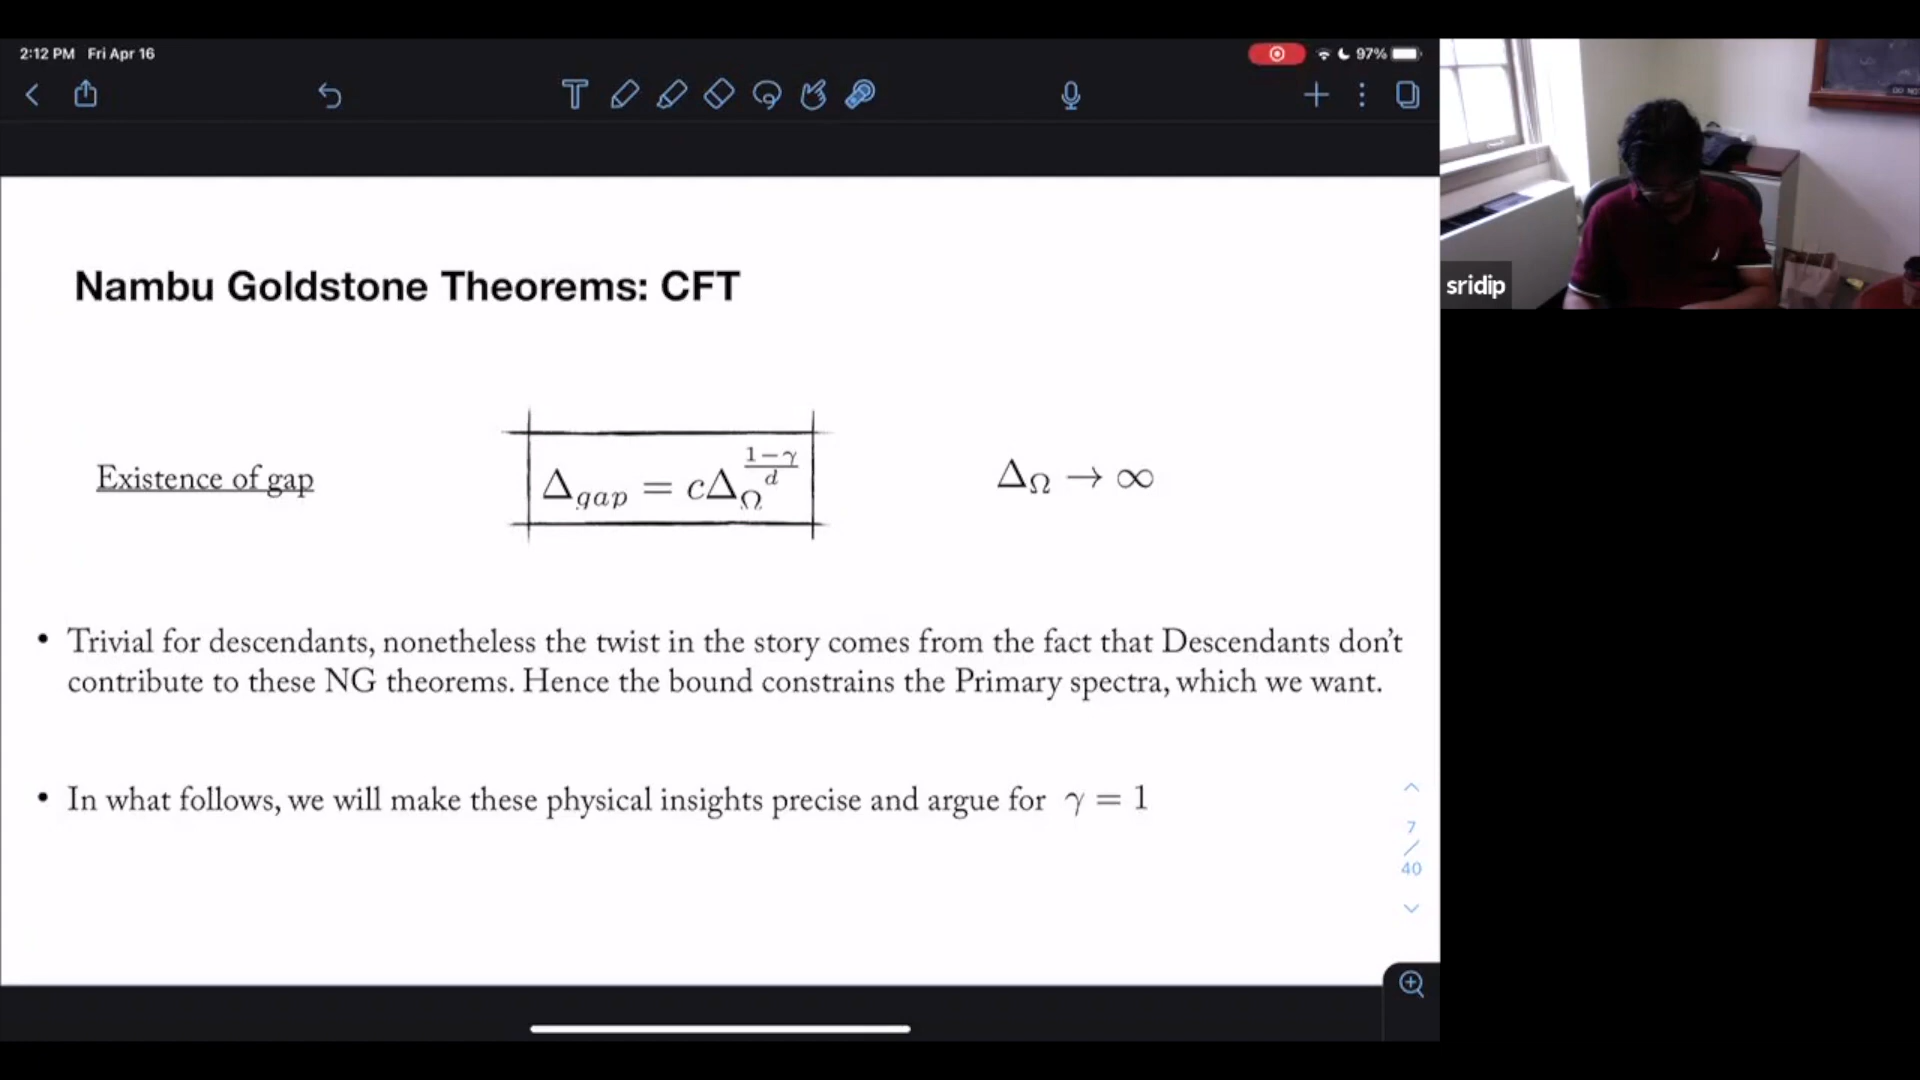 2:12 PM Fri Apr 16
97%
sridip
Nambu Goldstone Theorems: CFT
Existence of gap
Δ_{gap} = cΔ_Ω^{\frac{1-γ}{d}}
Δ_Ω → ∞
• Trivial for descendants, nonetheless the twist in the story comes from the fact that Descendants don't
contribute to these NG theorems. Hence the bound constrains the Primary spectra, which we want.
• In what follows, we will make these physical insights precise and argue for γ = 1
7
/
40